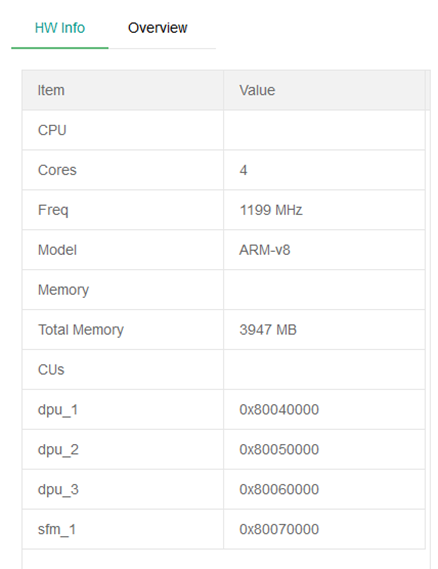 HW Info Overview
Item Value
CPU
Cores 4
Freq 1199 MHz
Model ARM-v8
Memory
Total Memory 3947 MB
CUs
dpu_1 0x80040000
dpu_2 0x80050000
dpu_3 0x80060000
sfm_1 0x80070000